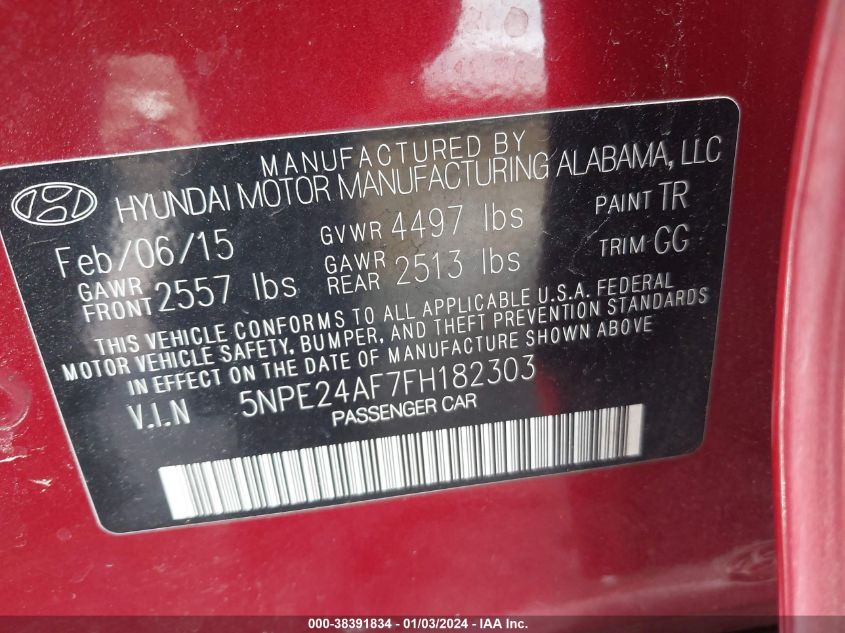 MANUFACTURED BY
HYUNDAI MOTOR MANUFACTURING ALABAMA, LLC
Feb/06/15 GVWR 4497 lbs PAINT TR
GAWR FRONT 2557 lbs GAWR REAR 2513 lbs TRIM GG
THIS VEHICLE CONFORMS TO ALL APPLICABLE U.S.A. FEDERAL
MOTOR VEHICLE SAFETY, BUMPER, AND THEFT PREVENTION STANDARDS
IN EFFECT ON THE DATE OF MANUFACTURE SHOWN ABOVE
V.I.N 5NPE24AF7FH182303
PASSENGER CAR
000-38391834 / 01/03/2024 - IAA Inc.